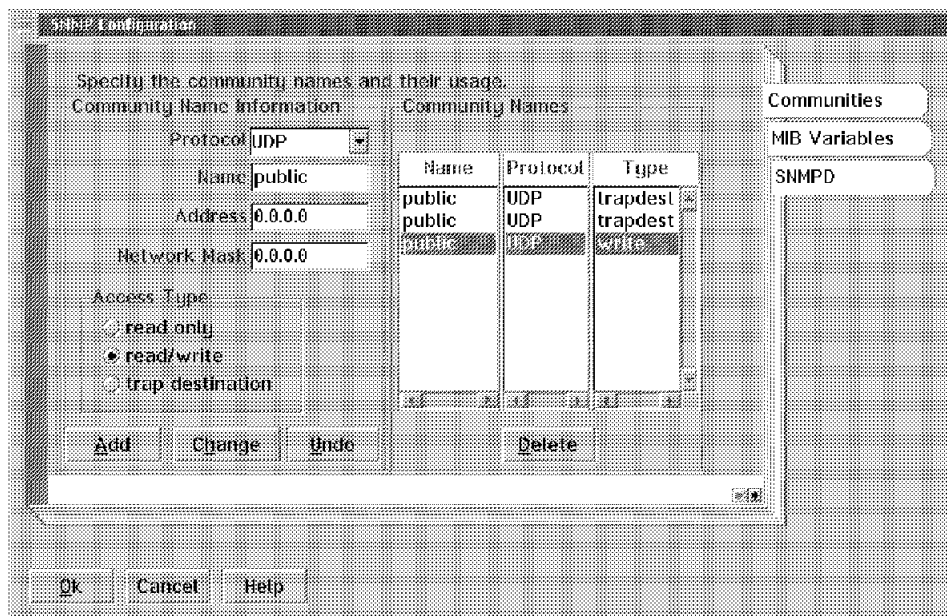 SNMP Configuration
Specify the community names and their usage.
Community Name Information
Protocol UDP
Name public
Address 0.0.0.0
Network Mask 0.0.0.0
Access Type
read only
read/write
trap destination
Add Change Undo
Community Names
Name Protocol Type
public UDP trapdest
public UDP trapdest
public UDP write
Delete
Communities
MIB Variables
SNMPD
Ok Cancel Help